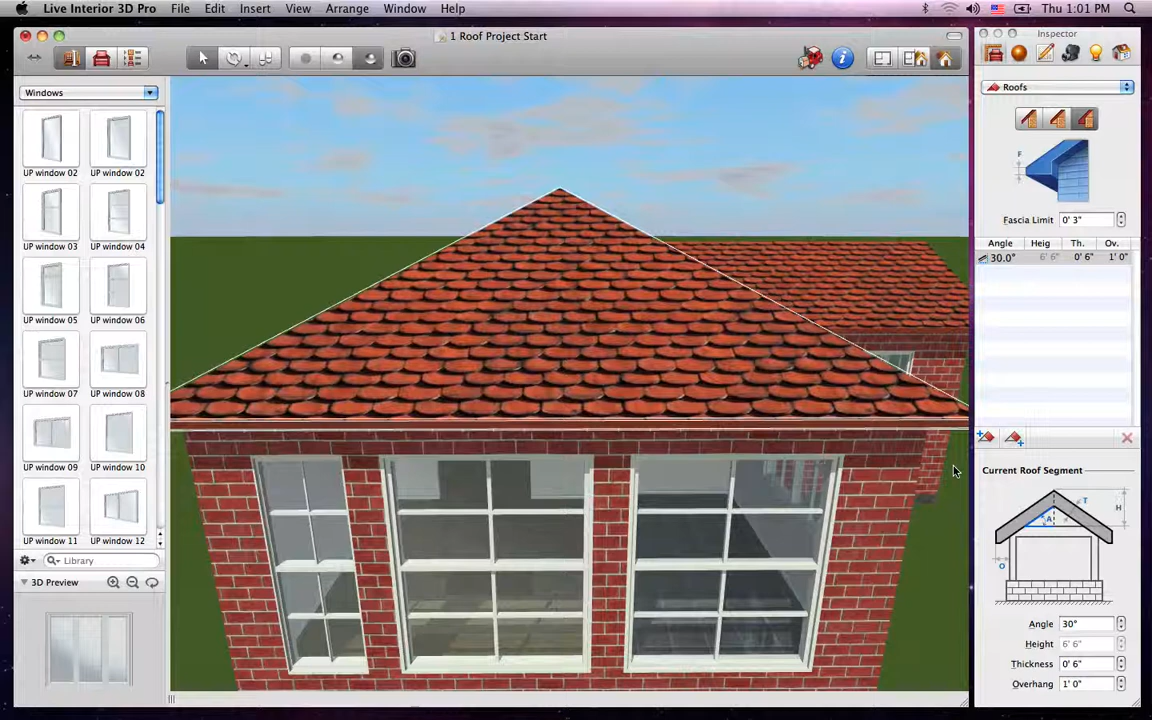 Live Interior 3D Pro File Edit Insert View Arrange Window Help Thu 1:01 PM
1 Roof Project Start
Inspector
Windows
Roofs
UP window 02 UP window 02
UP window 03 UP window 04
UP window 05 UP window 06
UP window 07 UP window 08
UP window 09 UP window 10
UP window 11 UP window 12
Library
3D Preview
F
Fascia Limit 0' 3"
Angle Heig Th. Ov.
30.0° 6' 6" 0' 6" 1' 0"
Current Roof Segment
T
H
A
O
Angle 30°
Height 6' 6"
Thickness 0' 6"
Overhang 1' 0"